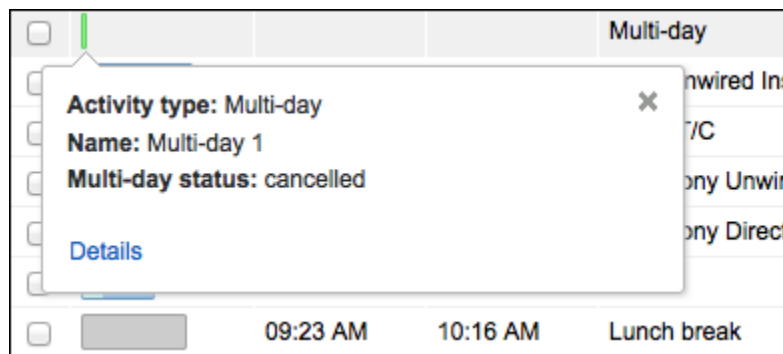 Multi-day
Activity type: Multi-day
Name: Multi-day 1
Multi-day status: cancelled
Details
/C
Direct
09:23 AM 10:16 AM Lunch break